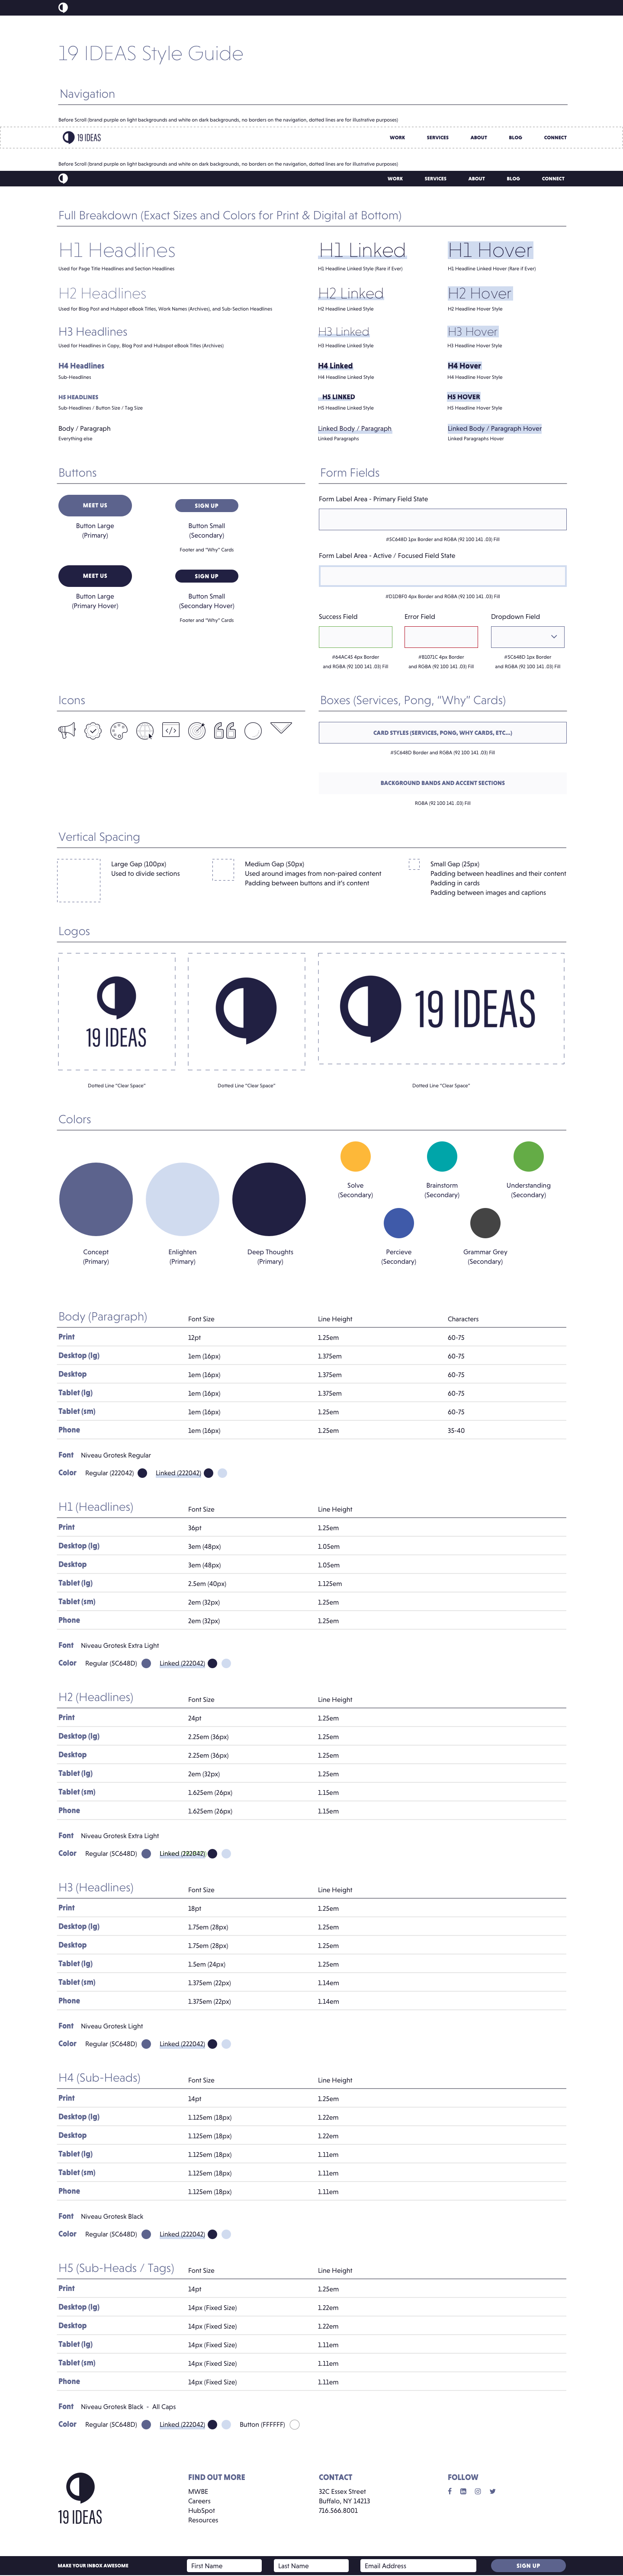 19 IDEAS Style Guide
Navigation
Before Scroll (brand purple on light backgrounds and white on dark backgrounds, no borders on the navigation, dotted lines are for illustrative purposes)
19 IDEAS WORK SERVICES ABOUT BLOG CONNECT
Before Scroll (brand purple on light backgrounds and white on dark backgrounds, no borders on the navigation, dotted lines are for illustrative purposes)
WORK SERVICES ABOUT BLOG CONNECT
Full Breakdown (Exact Sizes and Colors for Print & Digital at Bottom)
H1 Headlines H1 Linked H1 Hover
Used for Page Title Headlines and Section Headlines H1 Headline Linked Style (Rare if Ever) H1 Headline Linked Hover (Rare if Ever)
H2 Headlines H2 Linked H2 Hover
Used for Blog Post and Hubspot eBook Titles, Work Names (Archives), and Sub-Section Headlines H2 Headline Linked Style H2 Headline Hover Style
H3 Headlines H3 Linked H3 Hover
Used for Headlines in Copy, Blog Post and Hubspot eBook Titles (Archives) H3 Headline Linked Style H3 Headline Hover Style
H4 Headlines H4 Linked H4 Hover
Sub-Headlines H4 Headline Linked Style H4 Headline Hover Style
H5 HEADLINES H5 LINKED H5 HOVER
Sub-Headlines / Button Size / Tag Size H5 Headline Linked Style H5 Headline Hover Style
Body / Paragraph Linked Body / Paragraph Linked Body / Paragraph Hover
Everything else Linked Paragraphs Linked Paragraphs Hover
Buttons
MEET US SIGN UP
Button Large Button Small
(Primary) (Secondary)
Footer and "Why" Cards
MEET US SIGN UP
Button Large Button Small
(Primary Hover) (Secondary Hover)
Footer and "Why" Cards
Form Fields
Form Label Area - Primary Field State
#5C648D 1px Border and RGBA (92 100 141 .03) Fill
Form Label Area - Active / Focused Field State
#D1DBF0 4px Border and RGBA (92 100 141 .03) Fill
Success Field Error Field Dropdown Field
#64AC45 4px Border #B1071C 4px Border #5C648D 1px Border
and RGBA (92 100 141 .03) Fill and RGBA (92 100 141 .03) Fill and RGBA (92 100 141 .03) Fill
Icons
</>
Boxes (Services, Pong, "Why" Cards)
CARD STYLES (SERVICES, PONG, WHY CARDS, ETC...)
#5C648D Border and RGBA (92 100 141 .03) Fill
BACKGROUND BANDS AND ACCENT SECTIONS
RGBA (92 100 141 .03) Fill
Vertical Spacing
Large Gap (100px) Medium Gap (50px) Small Gap (25px)
Used to divide sections Used around images from non-paired content Padding between headlines and their content
Padding between buttons and it's content Padding in cards
Padding between images and captions
Logos
19 IDEAS
19 IDEAS
Dotted Line "Clear Space" Dotted Line "Clear Space" Dotted Line "Clear Space"
Colors
Solve Brainstorm Understanding
(Secondary) (Secondary) (Secondary)
Concept Enlighten Deep Thoughts Percieve Grammar Grey
(Primary) (Primary) (Primary) (Secondary) (Secondary)
Body (Paragraph) Font Size Line Height Characters
Print 12pt 1.25em 60-75
Desktop (lg) 1em (16px) 1.375em 60-75
Desktop 1em (16px) 1.375em 60-75
Tablet (lg) 1em (16px) 1.375em 60-75
Tablet (sm) 1em (16px) 1.25em 60-75
Phone 1em (16px) 1.25em 35-40
Font Niveau Grotesk Regular
Color Regular (222042) Linked (222042)
H1 (Headlines) Font Size Line Height
Print 36pt 1.25em
Desktop (lg) 3em (48px) 1.05em
Desktop 3em (48px) 1.05em
Tablet (lg) 2.5em (40px) 1.125em
Tablet (sm) 2em (32px) 1.25em
Phone 2em (32px) 1.25em
Font Niveau Grotesk Extra Light
Color Regular (5C648D) Linked (222042)
H2 (Headlines) Font Size Line Height
Print 24pt 1.25em
Desktop (lg) 2.25em (36px) 1.25em
Desktop 2.25em (36px) 1.25em
Tablet (lg) 2em (32px) 1.25em
Tablet (sm) 1.625em (26px) 1.15em
Phone 1.625em (26px) 1.15em
Font Niveau Grotesk Extra Light
Color Regular (5C648D) Linked (222042)
H3 (Headlines) Font Size Line Height
Print 18pt 1.25em
Desktop (lg) 1.75em (28px) 1.25em
Desktop 1.75em (28px) 1.25em
Tablet (lg) 1.5em (24px) 1.25em
Tablet (sm) 1.375em (22px) 1.14em
Phone 1.375em (22px) 1.14em
Font Niveau Grotesk Light
Color Regular (5C648D) Linked (222042)
H4 (Sub-Heads) Font Size Line Height
Print 14pt 1.25em
Desktop (lg) 1.125em (18px) 1.22em
Desktop 1.125em (18px) 1.22em
Tablet (lg) 1.125em (18px) 1.11em
Tablet (sm) 1.125em (18px) 1.11em
Phone 1.125em (18px) 1.11em
Font Niveau Grotesk Black
Color Regular (5C648D) Linked (222042)
H5 (Sub-Heads / Tags) Font Size Line Height
Print 14pt 1.25em
Desktop (lg) 14px (Fixed Size) 1.22em
Desktop 14px (Fixed Size) 1.22em
Tablet (lg) 14px (Fixed Size) 1.11em
Tablet (sm) 14px (Fixed Size) 1.11em
Phone 14px (Fixed Size) 1.11em
Font Niveau Grotesk Black - All Caps
Color Regular (5C648D) Linked (222042) Button (FFFFFF)
19 IDEAS
FIND OUT MORE CONTACT FOLLOW
MWBE 32C Essex Street
Careers Buffalo, NY 14213
HubSpot 716.566.8001
Resources
MAKE YOUR INBOX AWESOME First Name Last Name Email Address SIGN UP